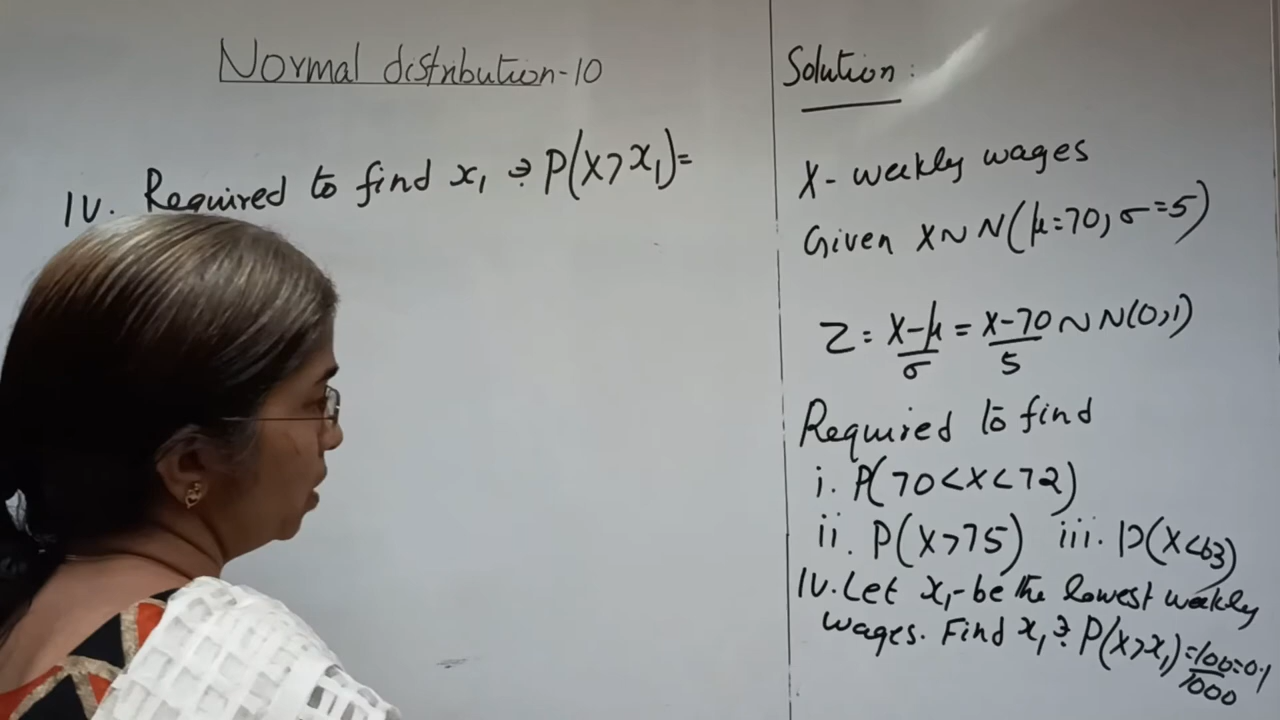 Normal distribution-10
IV. Required to find x₁ ∋ P(X>x₁)=
Solution:
X- weekly wages
Given X~N(μ=70, σ=5)
Z = X-μ/σ = X-70/5 ~ N(0,1)
Required to find
i. P(70<X<72)
ii. P(X>75) iii. P(X<63)
IV. Let x₁-be the lowest weekly
wages. Find x₁ ∋ P(X>x₁)=100/1000=0.1